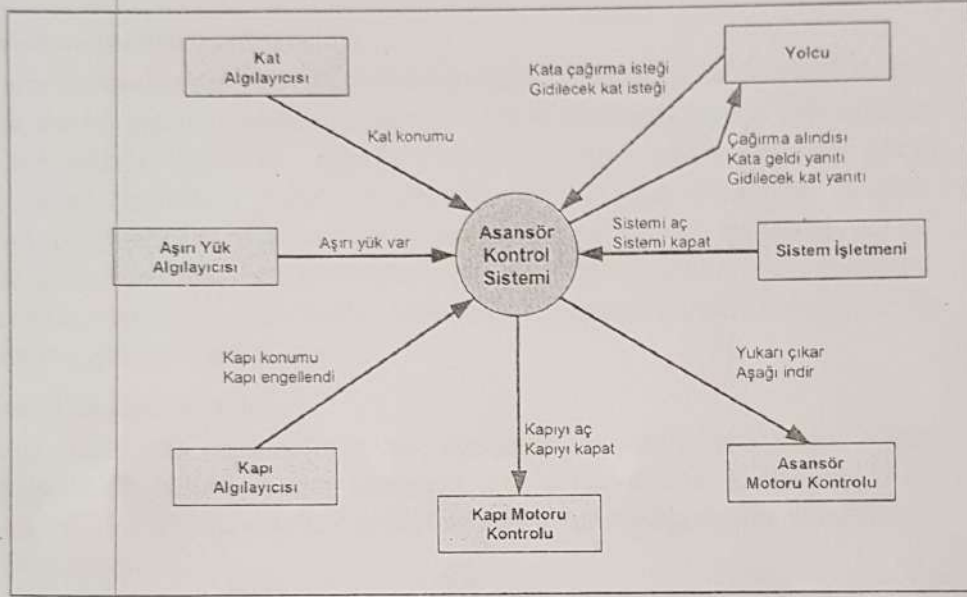 Kat
Algılayıcısı
Yolcu
Kata çağırma isteği
Gidilecek kat isteği
Kat konumu
Çağırma alındısı
Kata geldi yanıtı
Gidilecek kat yanıtı
Aşırı Yük
Algılayıcısı
Aşırı yük var
Asansör
Kontrol
Sistemi
Sistemi aç
Sistemi kapat
Sistem İşletmeni
Kapı konumu
Kapı engellendi
Yukarı çıkar
Aşağı indir
Kapıyı aç
Kapıyı kapat
Kapı
Algılayıcısı
Kapı Motoru
Kontrolu
Asansör
Motoru Kontrolu